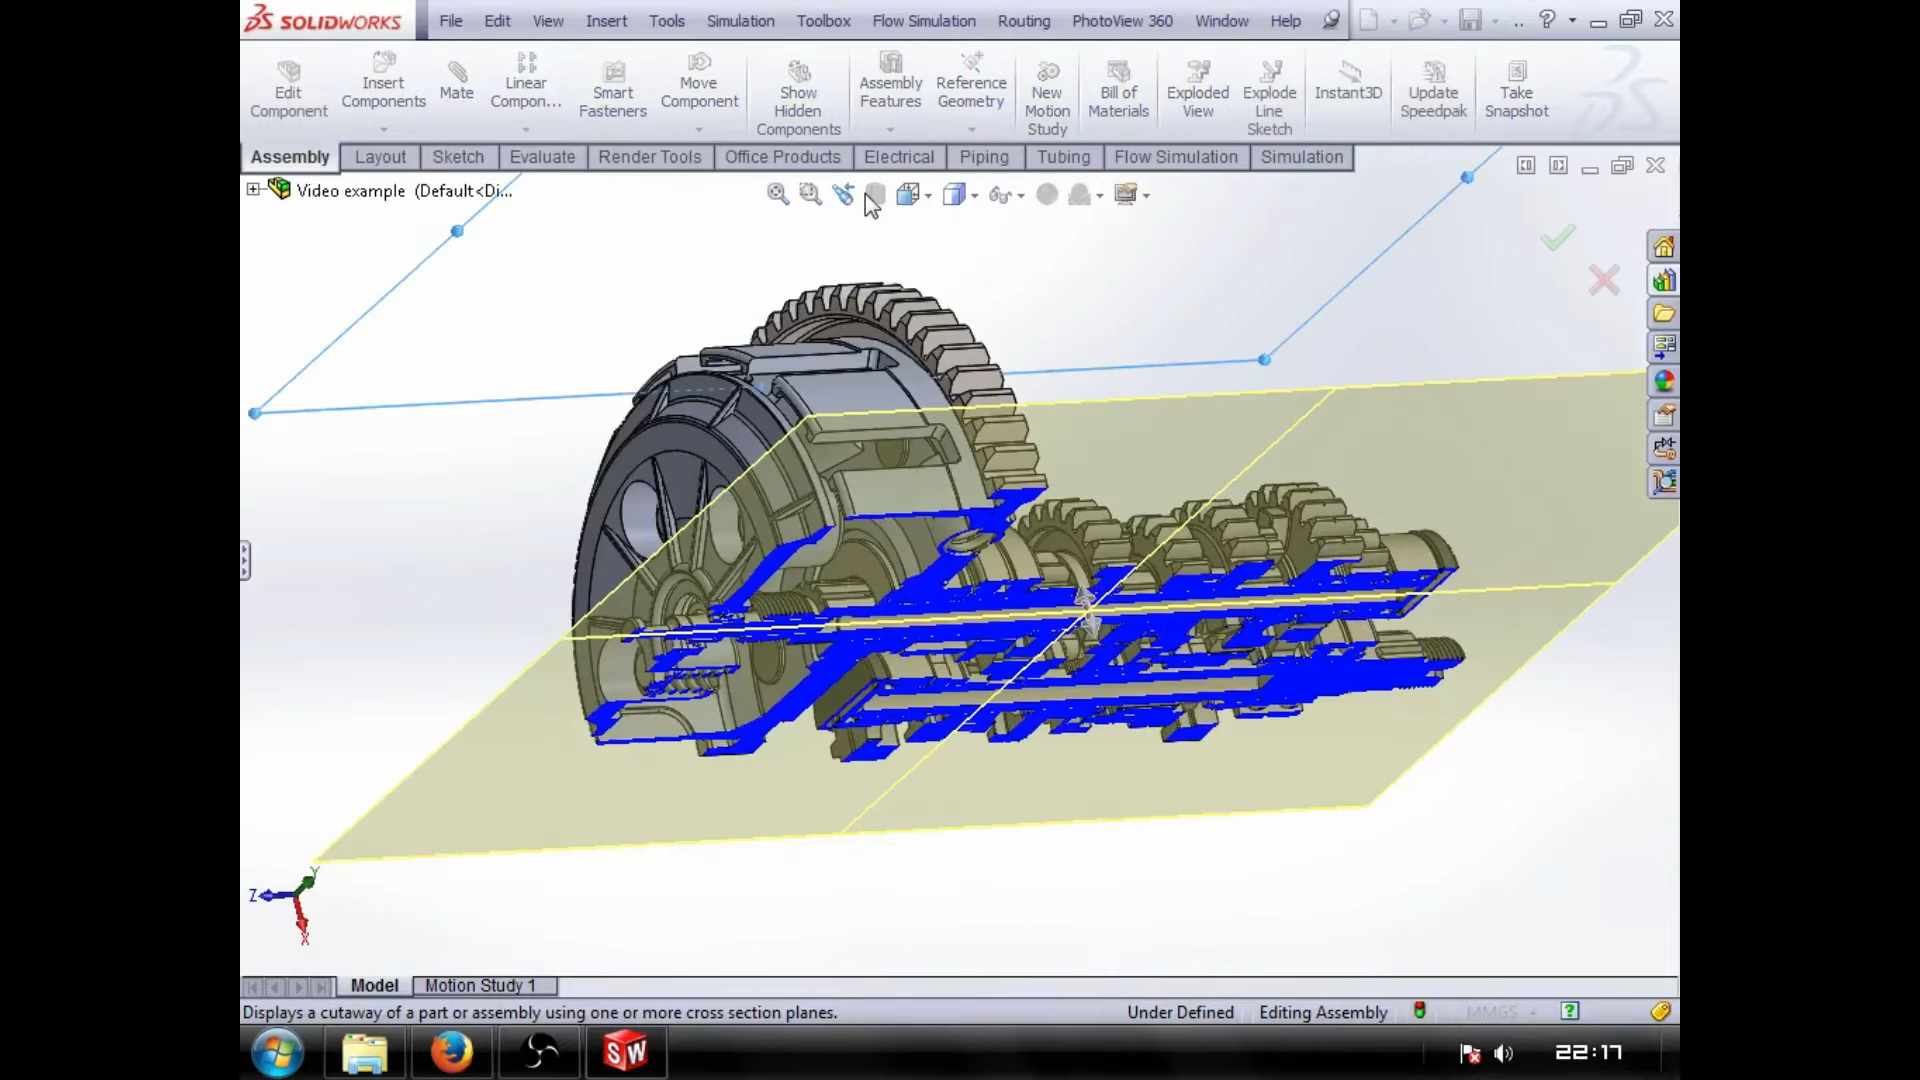 SOLIDWORKS File Edit View Insert Tools Simulation Toolbox Flow Simulation Routing PhotoView 360 Window Help
Edit Component
Insert Components
Mate
Linear Compon...
Smart Fasteners
Move Component
Show Hidden Components
Assembly Features
Reference Geometry
New Motion Study
Bill of Materials
Exploded View
Explode Line Sketch
Instant3D
Update Speedpak
Take Snapshot
Assembly Layout Sketch Evaluate Render Tools Office Products Electrical Piping Tubing Flow Simulation Simulation
Video example (Default<Di...
Y
Z
X
Model Motion Study 1
Displays a cutaway of a part or assembly using one or more cross section planes. Under Defined Editing Assembly MMGS
SW 22:17